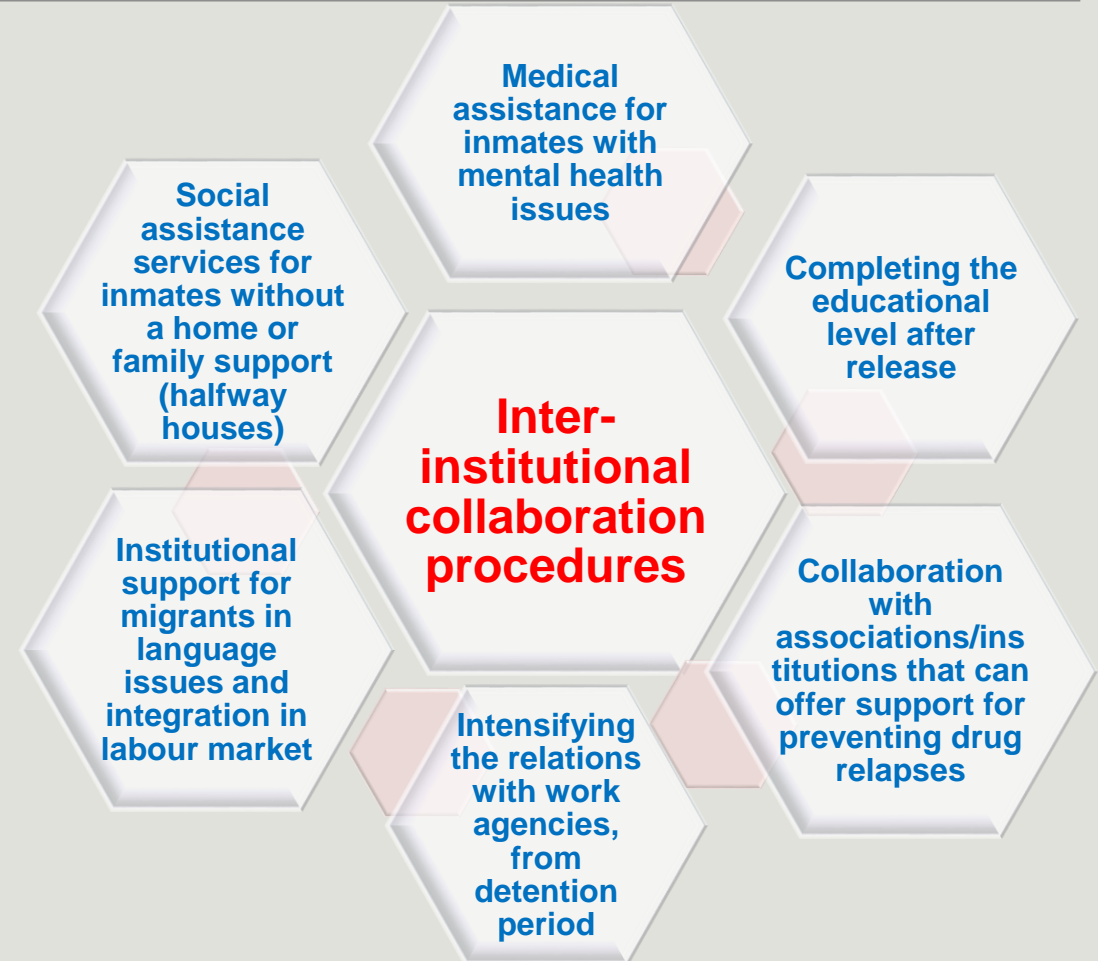 Medical
assistance for
inmates with
mental health
issues
Social
assistance
services for
inmates without
a home or
family support
(halfway
houses)
Completing the
educational
level after
release
Inter-
institutional
collaboration
procedures
Institutional
support for
migrants in
language
issues and
integration in
labour market
Collaboration
with
associations/ins
titutions that can
offer support for
preventing drug
relapses
Intensifying
the relations
with work
agencies,
from
detention
period